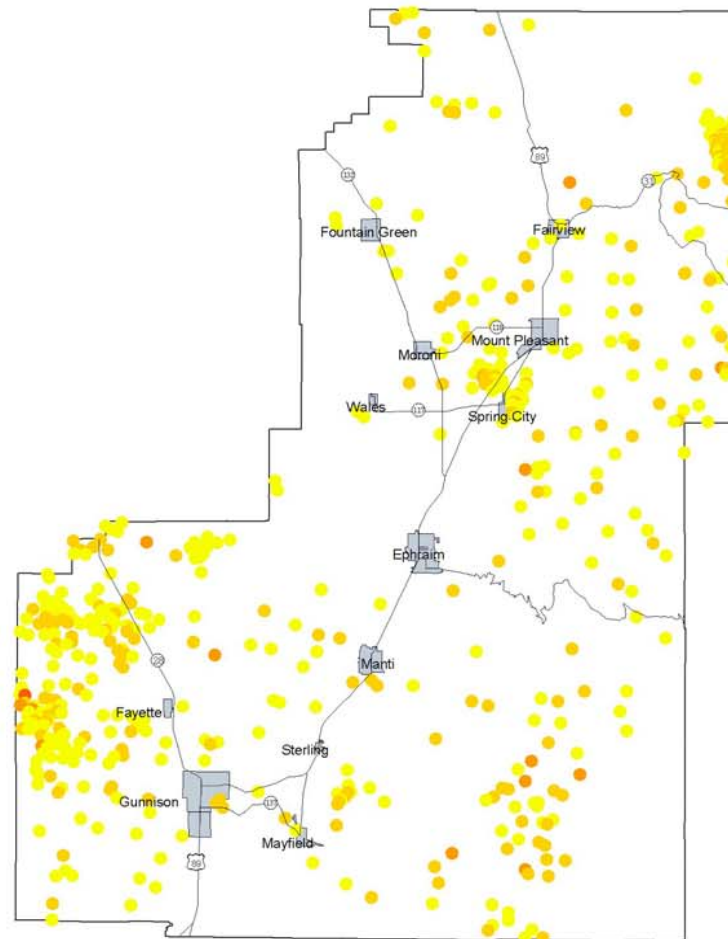 89
132
31
Fountain Green
Fairview
116
Mount Pleasant
Moroni
Wales
117
Spring City
Ephraim
28
Manti
Fayette
Sterling
Gunnison
137
Mayfield
89